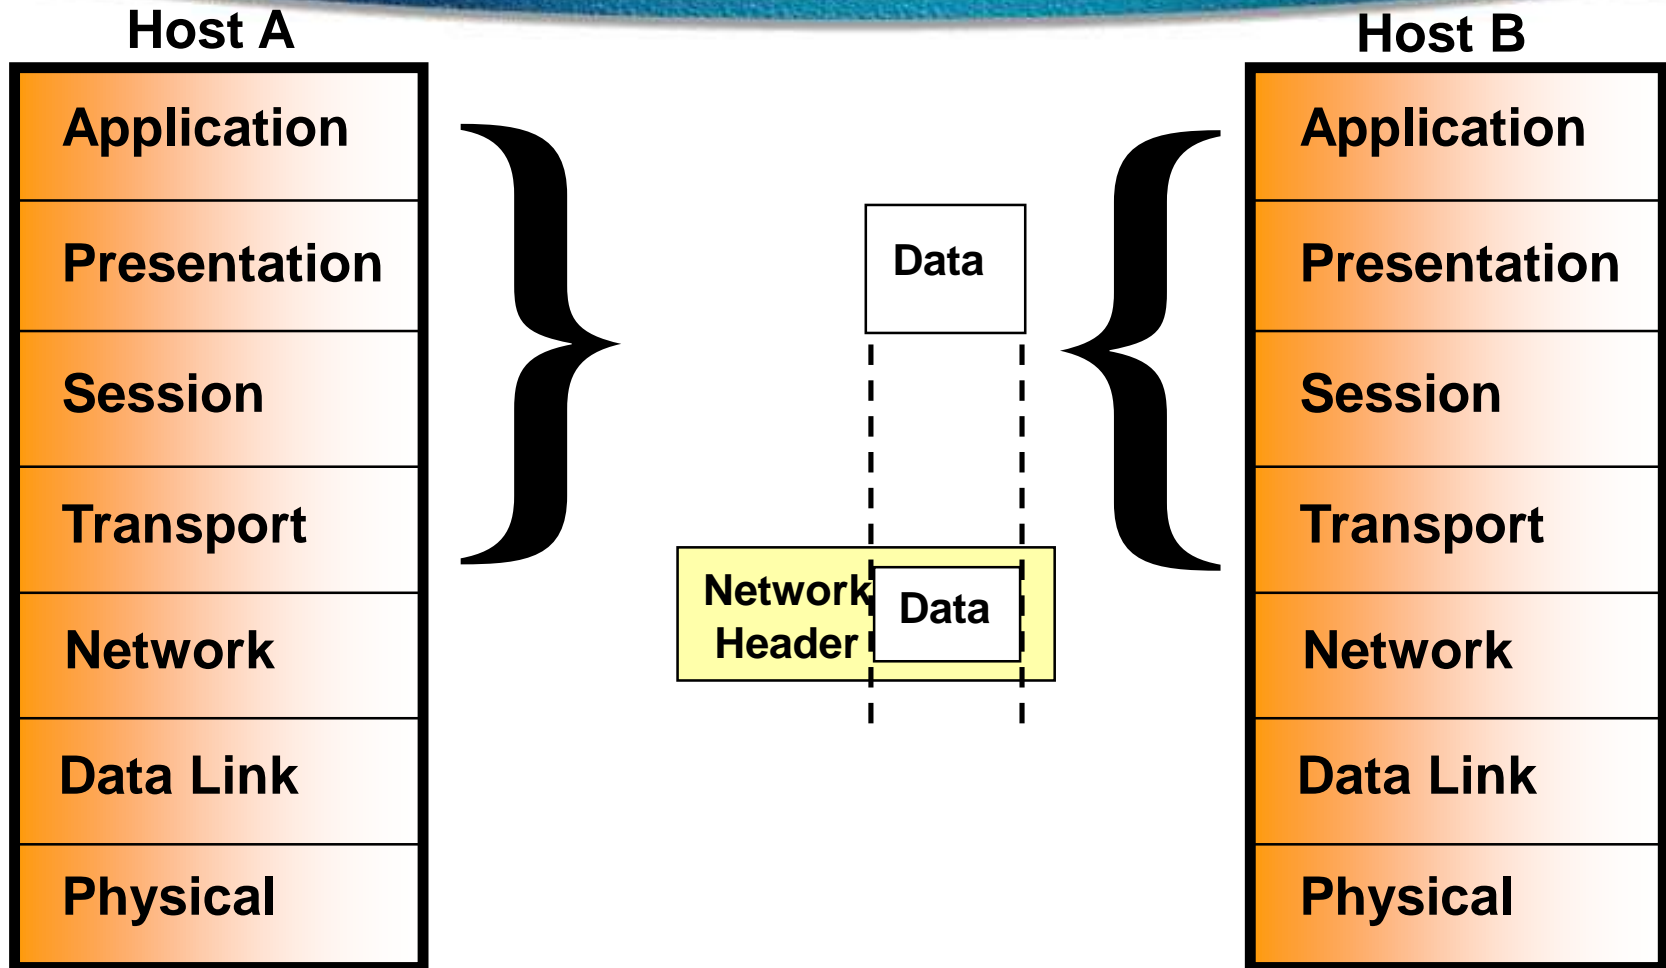 Host A
Application
Presentation
Session
Transport
Network
Data Link
Physical
Data
Network
Header
Data
Host B
Application
Presentation
Session
Transport
Network
Data Link
Physical